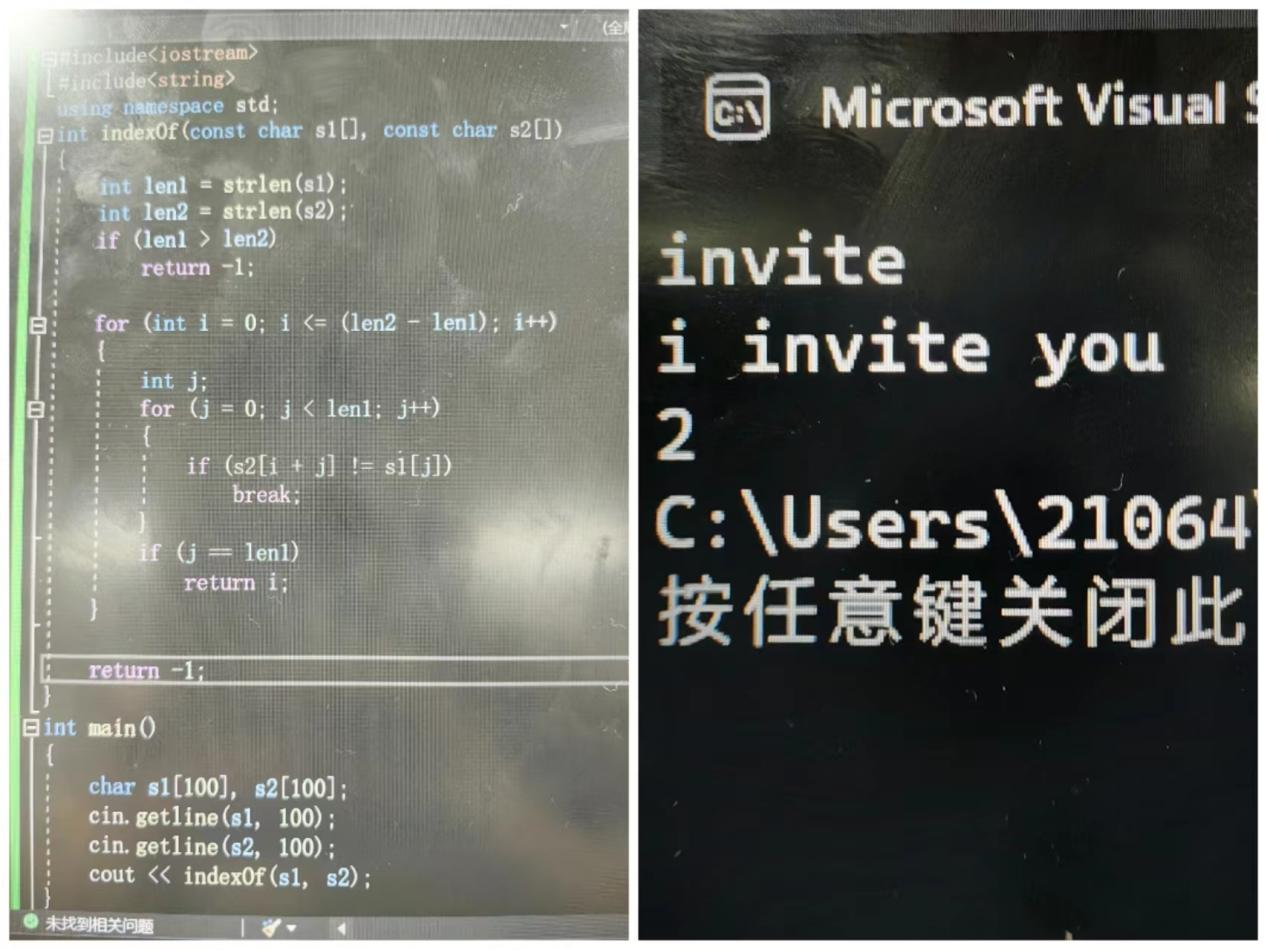 (全局
#include<iostream>
#include<string>
using namespace std;
int indexOf(const char s1[], const char s2[])
{
int len1 = strlen(s1);
int len2 = strlen(s2);
if (len1 > len2)
return -1;
for (int i = 0; i <= (len2 - len1); i++)
{
int j;
for (j = 0; j < len1; j++)
{
if (s2[i + j] != s1[j])
break;
}
if (j == len1)
return i;
}
return -1;
}
int main()
{
char s1[100], s2[100];
cin.getline(s1, 100);
cin.getline(s2, 100);
cout << indexOf(s1, s2);
}
未找到相关问题
C:\ Microsoft Visual S
invite
i invite you
2
C:\Users\21064\
按任意键关闭此